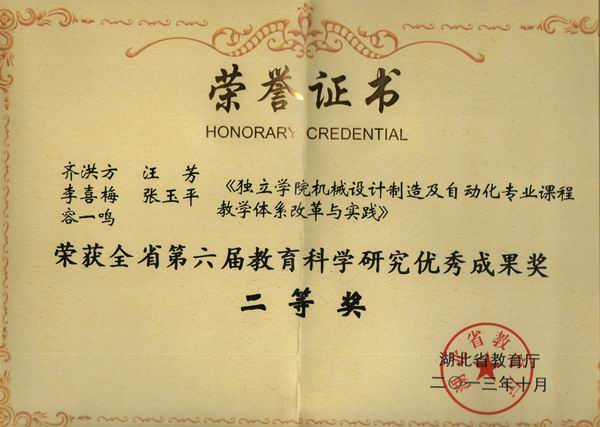 荣誉证书
HONORARY CREDENTIAL
齐洪方 汪芳
李喜梅 张玉平
容一鸣
《独立学院机械设计制造及自动化专业课程
教学体系改革与实践》
荣获全省第六届教育科学研究优秀成果奖
二等奖
湖北省教育厅
二〇一三年十月